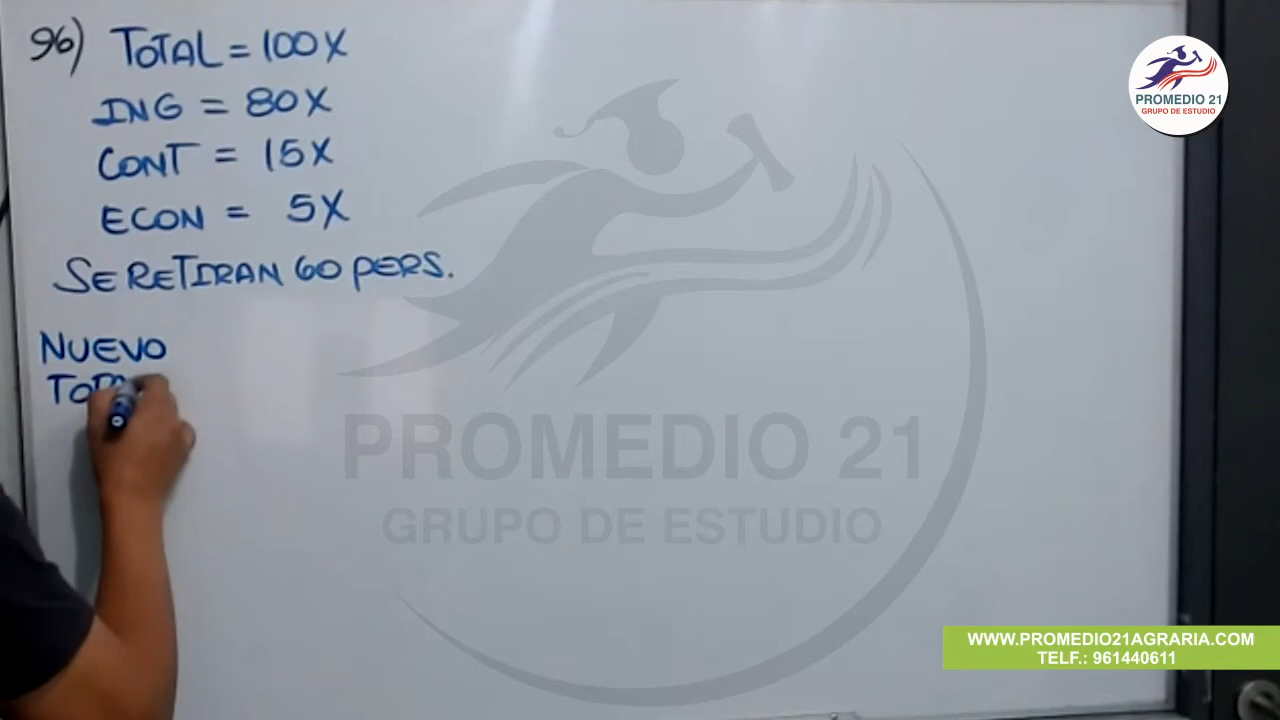 96) TOTAL = 100X
ING = 80X
CONT = 15X
ECON = 5X
SE RETIRAN 60 PERS.
NUEVO
PROMEDIO 21
GRUPO DE ESTUDIO
PROMEDIO 21
GRUPO DE ESTUDIO
WWW.PROMEDIO21AGRARIA.COM
TELF.: 961440611